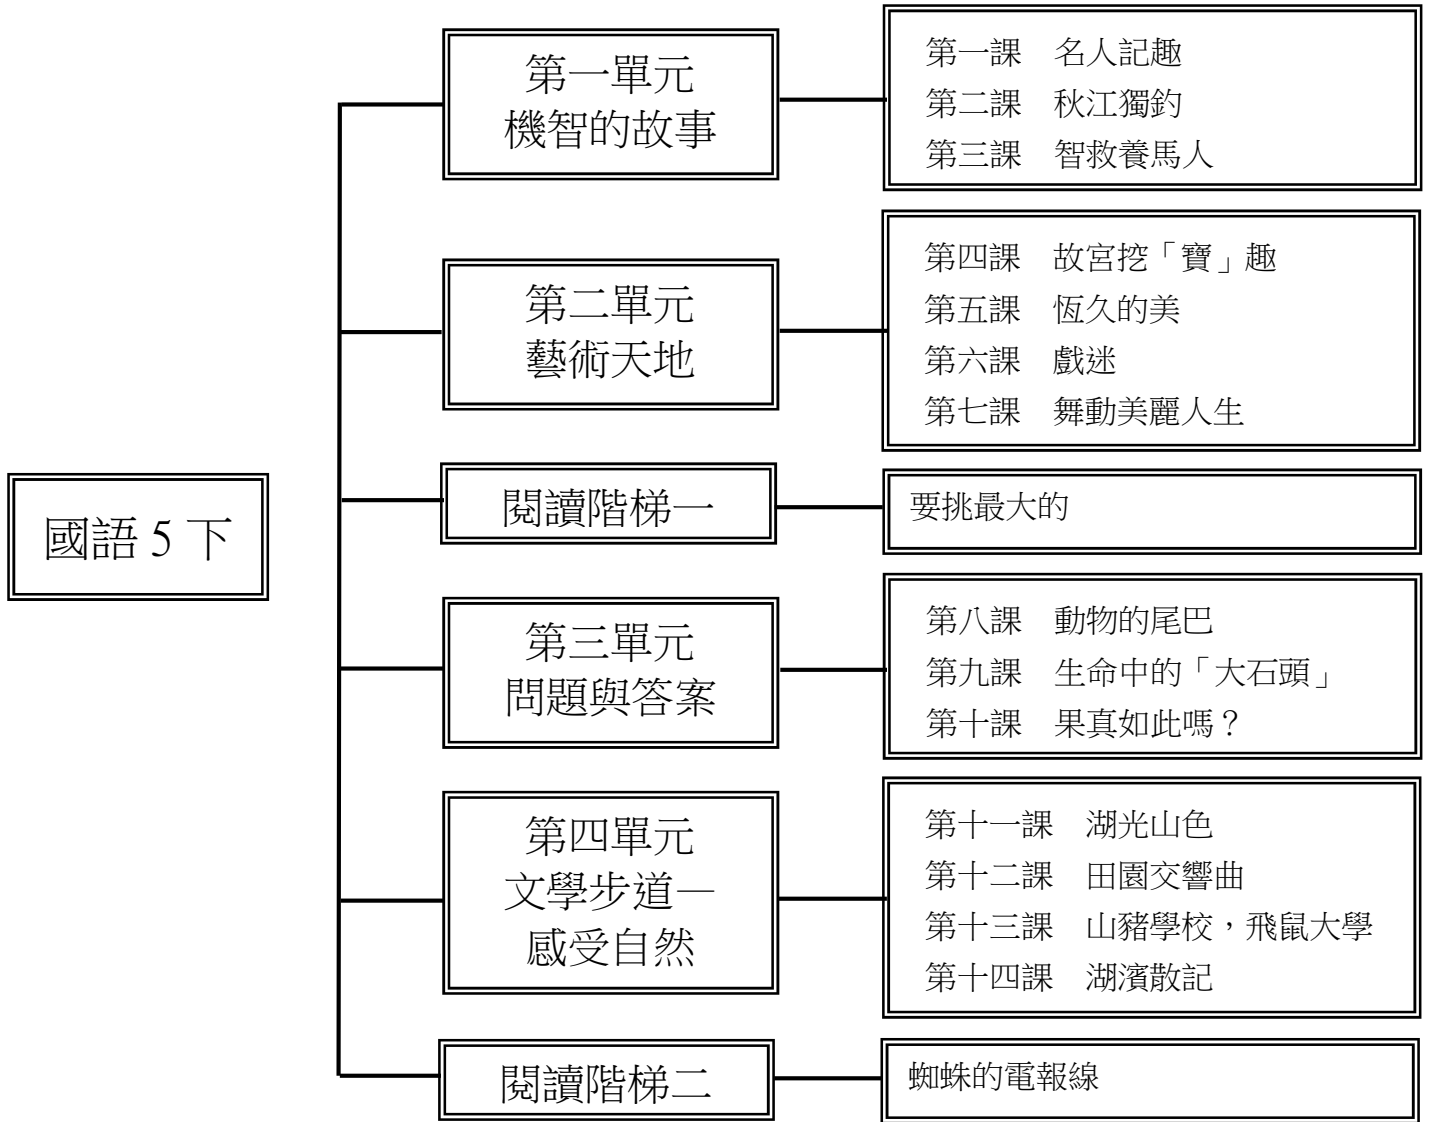 國語 5 下
第一單元
機智的故事
第一課　名人記趣
第二課　秋江獨釣
第三課　智救養馬人
第二單元
藝術天地
第四課　故宮挖「寶」趣
第五課　恆久的美
第六課　戲迷
第七課　舞動美麗人生
閱讀階梯一
要挑最大的
第三單元
問題與答案
第八課　動物的尾巴
第九課　生命中的「大石頭」
第十課　果真如此嗎？
第四單元
文學步道—
感受自然
第十一課　湖光山色
第十二課　田園交響曲
第十三課　山豬學校，飛鼠大學
第十四課　湖濱散記
閱讀階梯二
蜘蛛的電報線